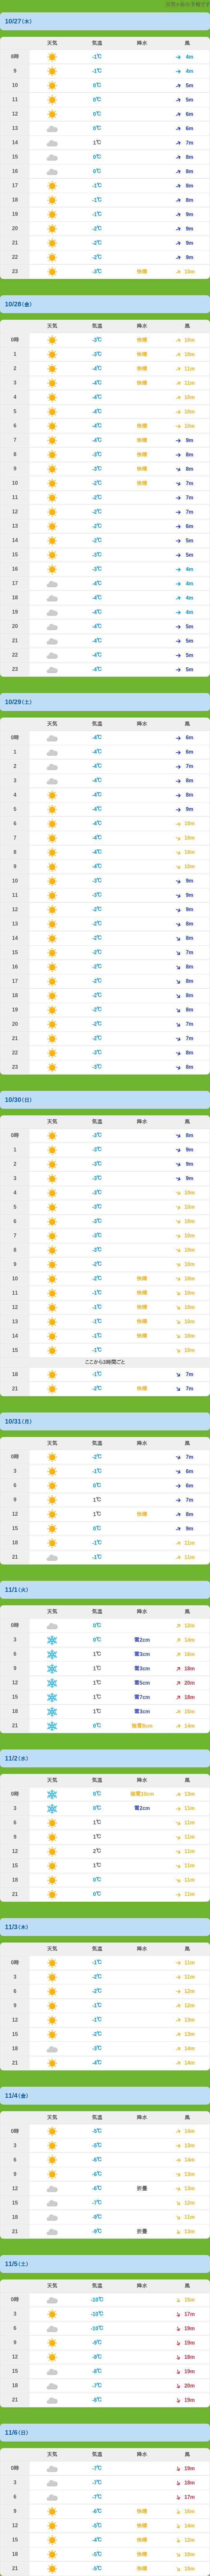 10/27(木)
天気 気温 降水 風
8時 -1℃ 4m
9 -1℃ 4m
10 0℃ 5m
11 0℃ 5m
12 0℃ 6m
13 0℃ 6m
14 1℃ 7m
15 0℃ 8m
16 0℃ 8m
17 -1℃ 8m
18 -1℃ 8m
19 -1℃ 9m
20 -2℃ 9m
21 -2℃ 9m
22 -2℃ 9m
23 -3℃ 快晴 10m
10/28(金)
天気 気温 降水 風
0時 -3℃ 快晴 10m
1 -3℃ 快晴 10m
2 -4℃ 快晴 11m
3 -4℃ 快晴 11m
4 -4℃ 10m
5 -4℃ 10m
6 -4℃ 快晴 10m
7 -4℃ 快晴 9m
8 -3℃ 快晴 8m
9 -3℃ 快晴 8m
10 -2℃ 快晴 7m
11 -2℃ 7m
12 -2℃ 7m
13 -2℃ 6m
14 -3℃ 5m
15 -3℃ 5m
16 -3℃ 4m
17 -4℃ 4m
18 -4℃ 4m
19 -4℃ 4m
20 -4℃ 5m
21 -4℃ 5m
22 -4℃ 5m
23 -4℃ 5m
10/29(土)
天気 気温 降水 風
0時 -4℃ 6m
1 -4℃ 6m
2 -4℃ 7m
3 -4℃ 8m
4 -4℃ 8m
5 -4℃ 9m
6 -4℃ 10m
7 -4℃ 10m
8 -4℃ 10m
9 -4℃ 10m
10 -3℃ 9m
11 -3℃ 9m
12 -2℃ 9m
13 -2℃ 8m
14 -2℃ 8m
15 -2℃ 7m
16 -2℃ 8m
17 -2℃ 8m
18 -2℃ 8m
19 -2℃ 8m
20 -2℃ 7m
21 -2℃ 7m
22 -3℃ 8m
23 -3℃ 8m
10/30(日)
天気 気温 降水 風
0時 -3℃ 8m
1 -3℃ 9m
2 -3℃ 9m
3 -3℃ 9m
4 -3℃ 10m
5 -3℃ 10m
6 -3℃ 10m
7 -3℃ 10m
8 -3℃ 10m
9 -2℃ 10m
10 -2℃ 快晴 10m
11 -1℃ 快晴 10m
12 -1℃ 快晴 10m
13 -1℃ 快晴 10m
14 -1℃ 快晴 10m
15 -1℃ 10m
ここから3時間ごと
18 -1℃ 7m
21 -2℃ 快晴 7m
10/31(月)
天気 気温 降水 風
0時 -2℃ 7m
3 -1℃ 6m
6 0℃ 6m
9 1℃ 7m
12 1℃ 快晴 8m
15 0℃ 9m
18 -1℃ 11m
21 -1℃ 11m
11/1(火)
天気 気温 降水 風
0時 0℃ 12m
3 0℃ 雪2cm 14m
6 1℃ 雪3cm 16m
9 1℃ 雪3cm 18m
12 1℃ 雪5cm 20m
15 1℃ 雪7cm 18m
18 1℃ 雪3cm 15m
21 0℃ 強雪8cm 14m
11/2(水)
天気 気温 降水 風
0時 0℃ 強雪10cm 13m
3 0℃ 雪2cm 11m
6 1℃ 11m
9 1℃ 11m
12 2℃ 11m
15 1℃ 11m
18 0℃ 11m
21 0℃ 11m
11/3(木)
天気 気温 降水 風
0時 -1℃ 11m
3 -2℃ 11m
6 -2℃ 12m
9 -1℃ 12m
12 -1℃ 13m
15 -2℃ 13m
18 -3℃ 14m
21 -4℃ 14m
11/4(金)
天気 気温 降水 風
0時 -5℃ 14m
3 -5℃ 13m
6 -6℃ 14m
9 -6℃ 13m
12 -6℃ 13m
15 -7℃ 12m
18 -9℃ 11m
21 -9℃ 13m
11/5(土)
天気 気温 降水 風
0時 -10℃ 15m
3 -10℃ 17m
6 -10℃ 19m
9 -9℃ 19m
12 -9℃ 18m
15 -8℃ 19m
18 -7℃ 20m
21 -8℃ 19m
11/6(日)
天気 気温 降水 風
0時 -7℃ 19m
3 -7℃ 18m
6 -7℃ 17m
9 -6℃ 快晴 16m
12 -5℃ 快晴 14m
15 -4℃ 快晴 12m
18 -5℃ 快晴 10m
21 -5℃ 快晴 10m